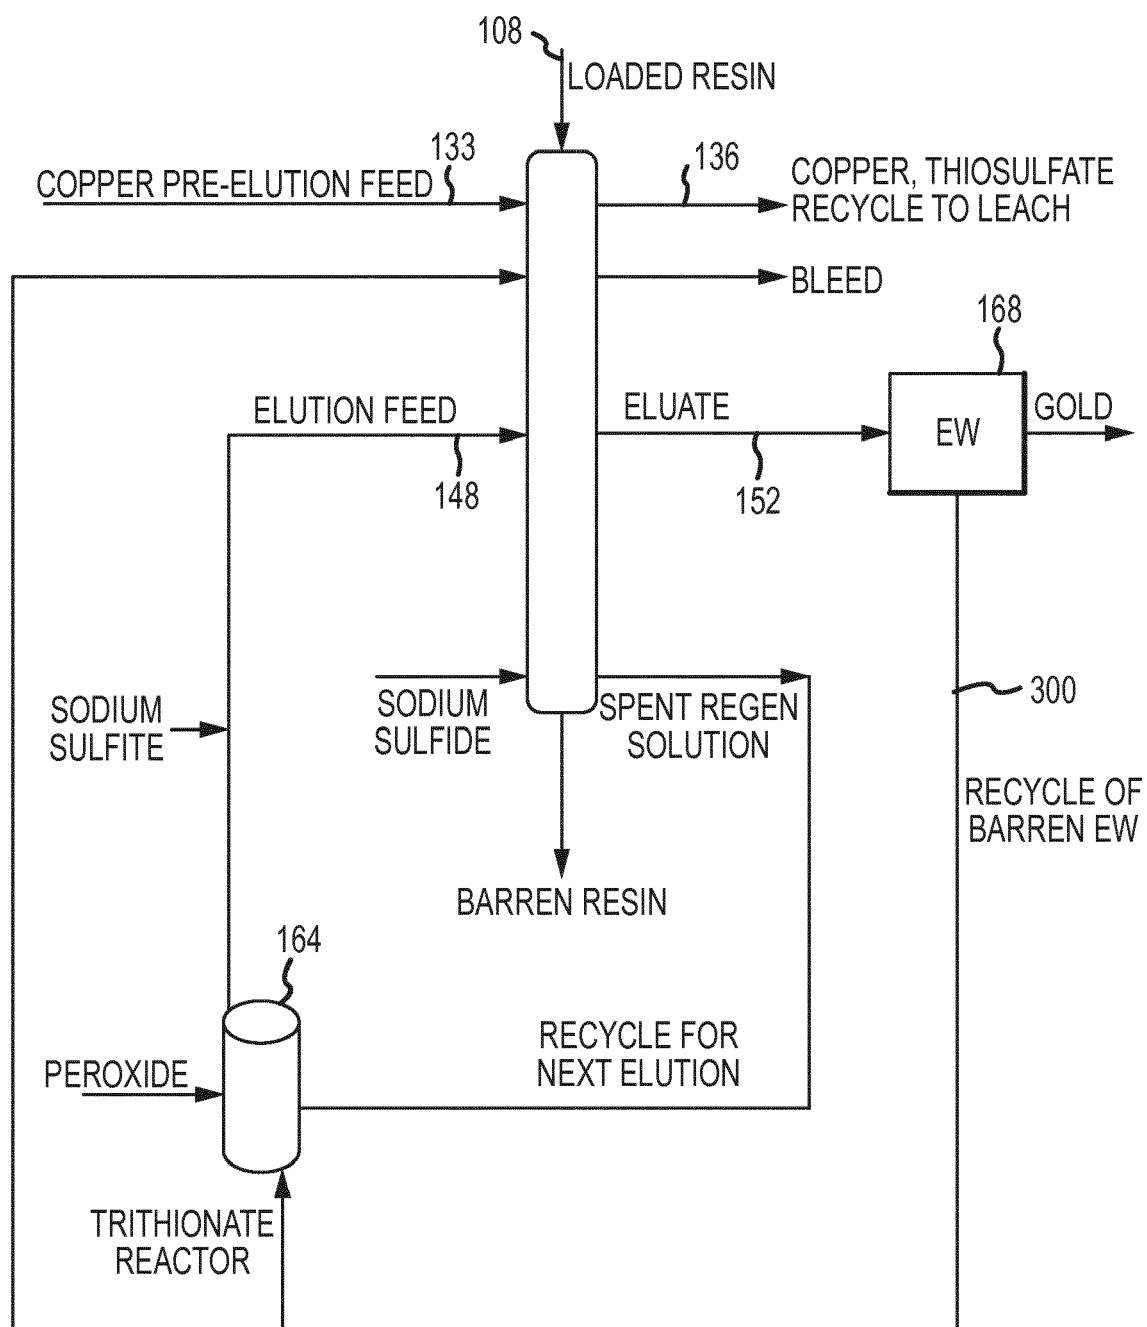 108
LOADED RESIN
133
136
COPPER PRE-ELUTION FEED
COPPER, THIOSULFATE
RECYCLE TO LEACH
BLEED
168
ELUTION FEED
ELUATE
EW
GOLD
148
152
SODIUM
SULFITE
SODIUM
SULFIDE
SPENT REGEN
SOLUTION
300
RECYCLE OF
BARREN EW
BARREN RESIN
164
RECYCLE FOR
NEXT ELUTION
PEROXIDE
TRITHIONATE
REACTOR